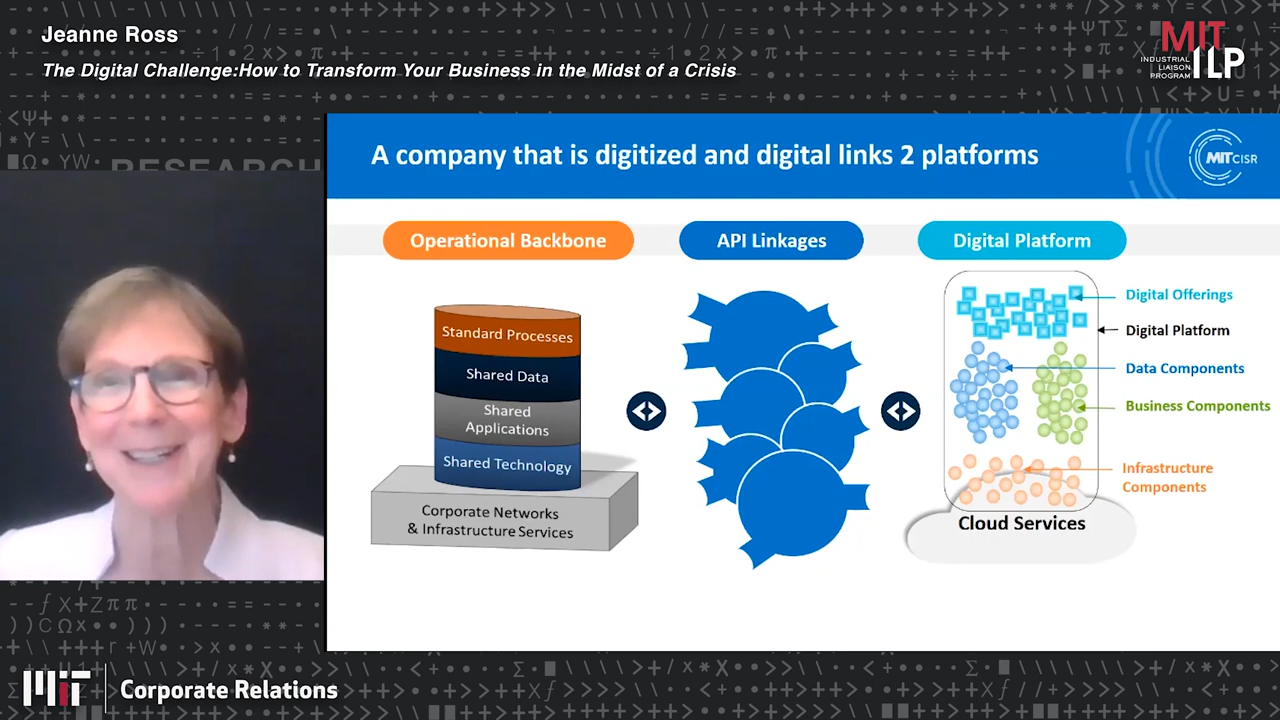 Jeanne Ross
The Digital Challenge:How to Transform Your Business in the Midst of a Crisis
MIT
INDUSTRIAL
LIAISON
PROGRAM
ILP
RESEARCH
A company that is digitized and digital links 2 platforms
MIT CISR
Operational Backbone
API Linkages
Digital Platform
Standard Processes
Shared Data
Shared
Applications
Shared Technology
Corporate Networks
& Infrastructure Services
Digital Offerings
Digital Platform
Data Components
Business Components
Infrastructure
Components
Cloud Services
MIT
Corporate Relations